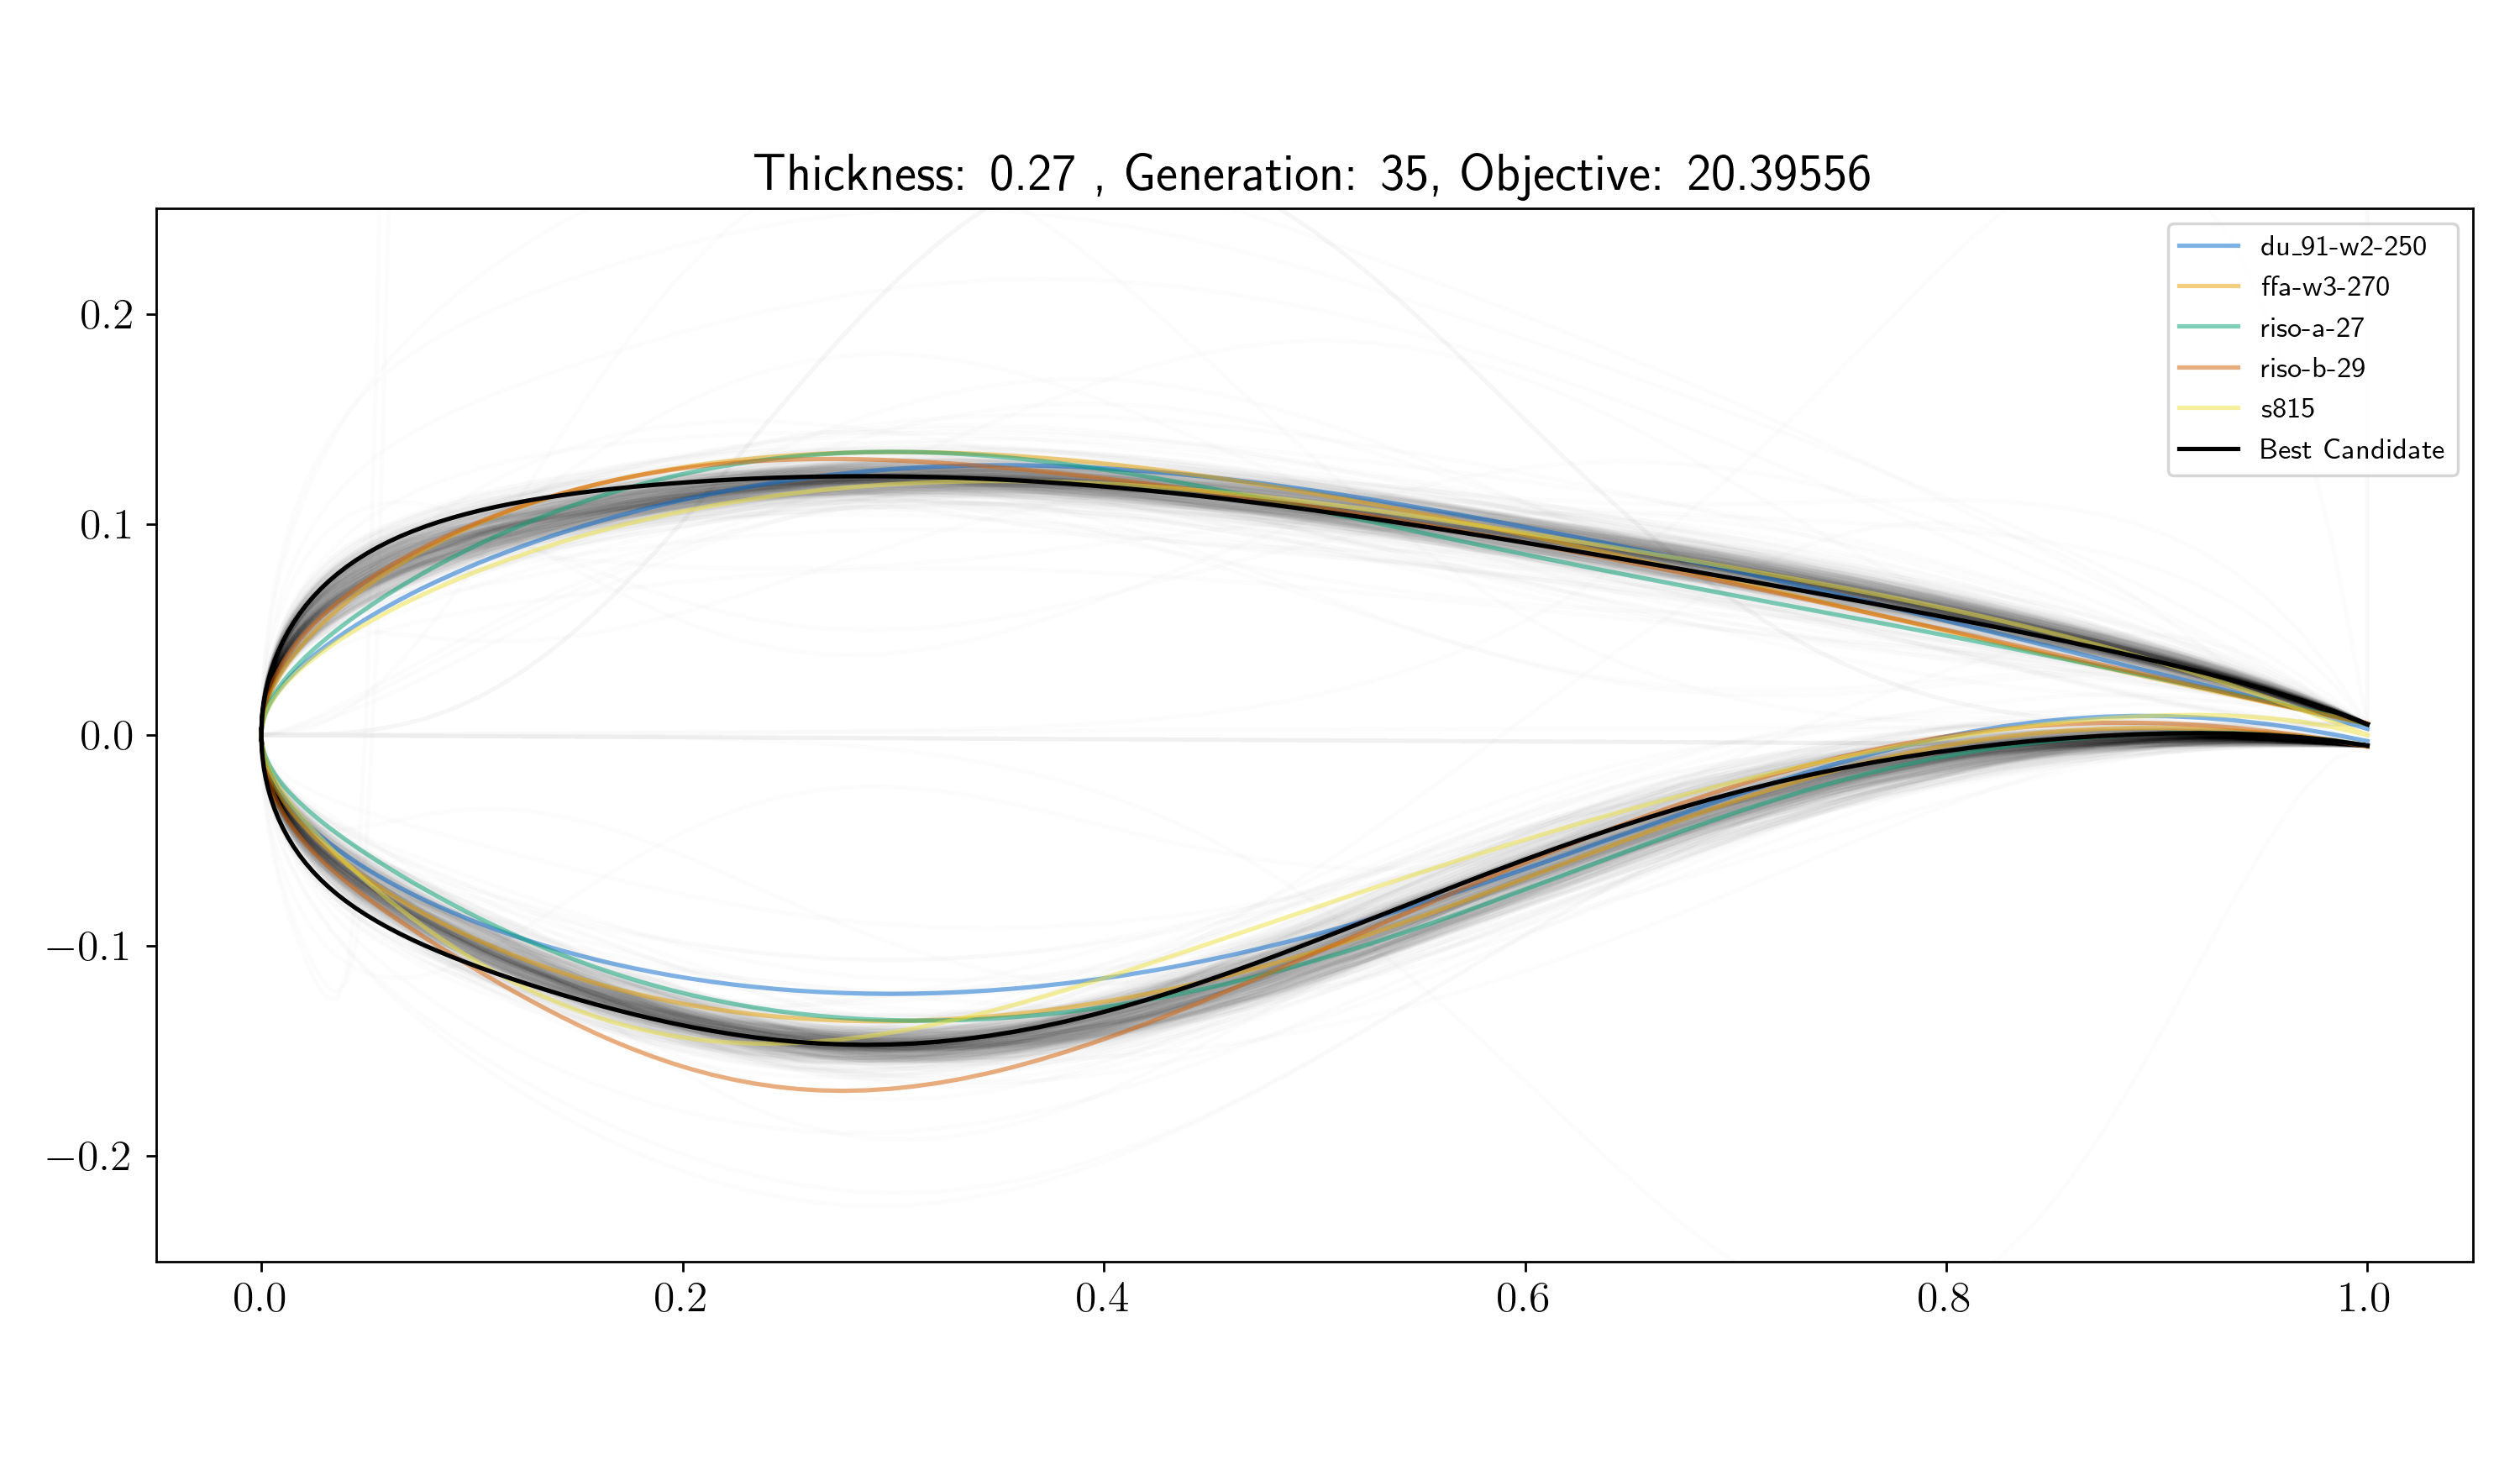 Thickness: 0.27 , Generation: 35, Objective: 20.39556
du_91-w2-250
ffa-w3-270
riso-a-27
riso-b-29
s815
Best Candidate
0.2
0.1
0.0
−0.1
−0.2
0.0 0.2 0.4 0.6 0.8 1.0